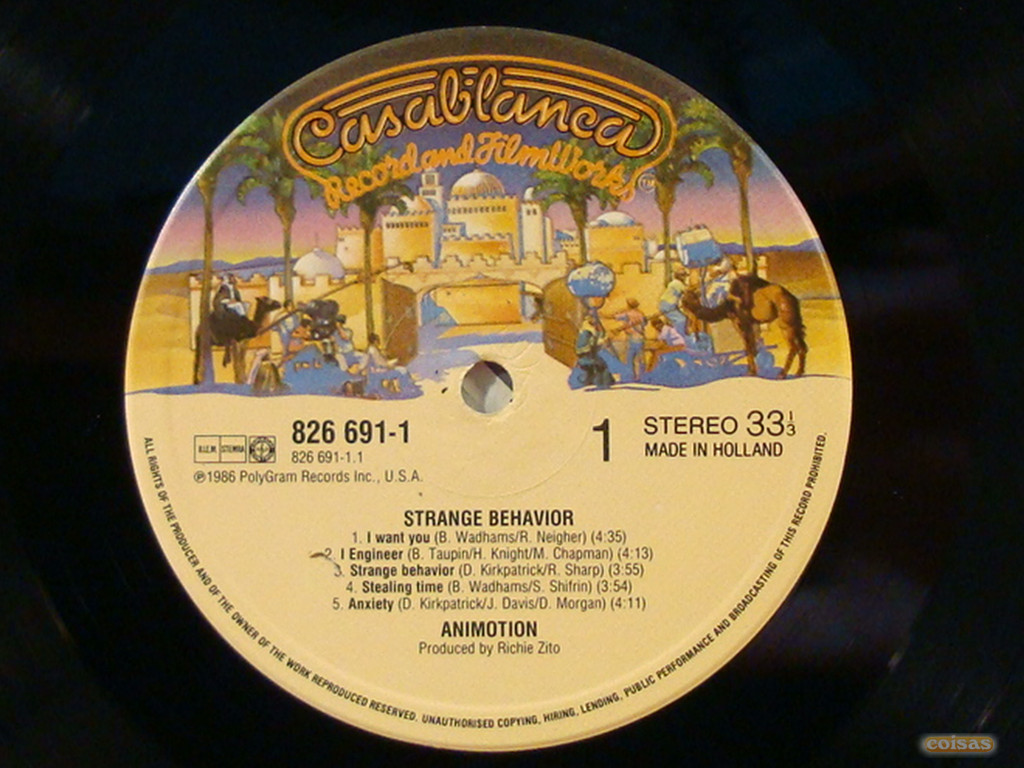 Casablanca
Record and FilmWorks TM
826 691-1
826 691-1.1
B.I.E.M. STEMRA
℗1986 PolyGram Records Inc., U.S.A.
1
STEREO 33 1/3
MADE IN HOLLAND
STRANGE BEHAVIOR
1. I want you (B. Wadhams/R. Neigher) (4:35)
2. I Engineer (B. Taupin/H. Knight/M. Chapman) (4:13)
3. Strange behavior (D. Kirkpatrick/R. Sharp) (3:55)
4. Stealing time (B. Wadhams/S. Shifrin) (3:54)
5. Anxiety (D. Kirkpatrick/J. Davis/D. Morgan) (4:11)
ANIMOTION
Produced by Richie Zito
ALL RIGHTS OF THE PRODUCER AND OF THE OWNER OF THE WORK REPRODUCED RESERVED. UNAUTHORISED COPYING, HIRING, LENDING, PUBLIC PERFORMANCE AND BROADCASTING OF THIS RECORD PROHIBITED.
coisas